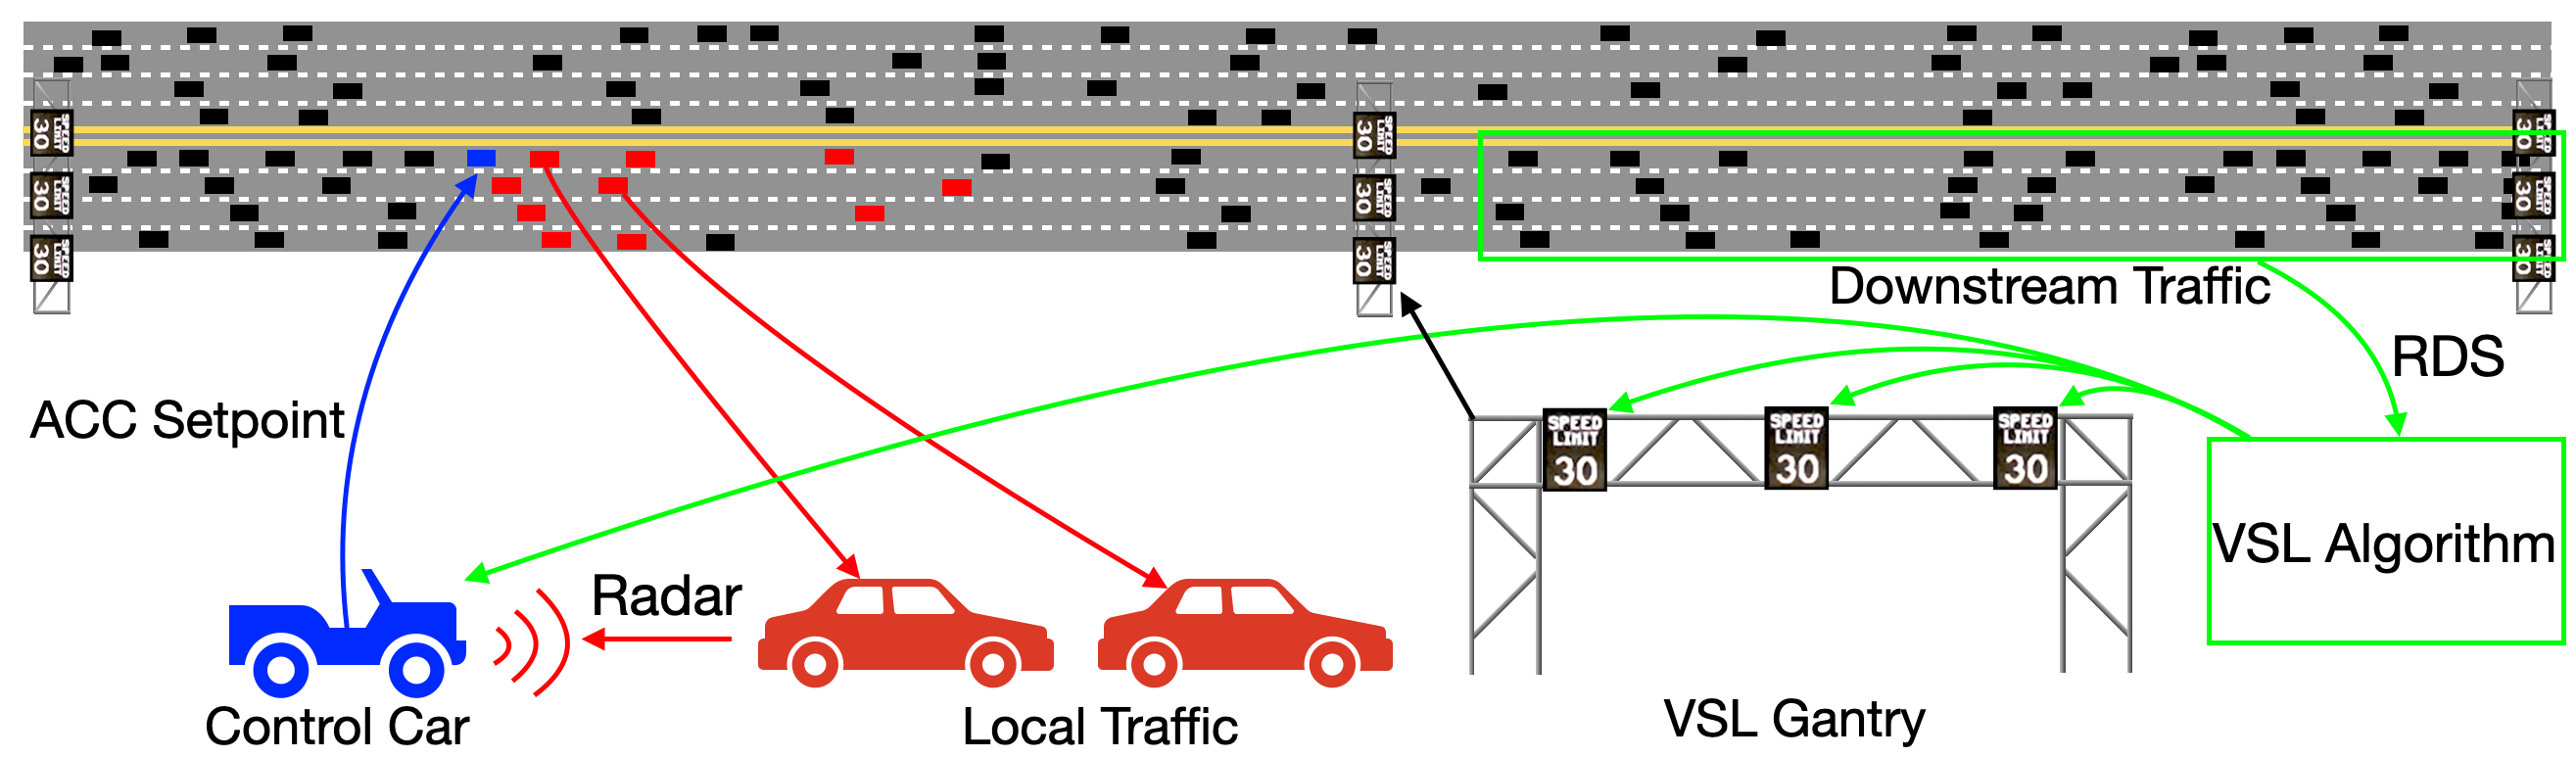 SPEED
LIMIT
30
SPEED
LIMIT
30
SPEED
LIMIT
30
SPEED
LIMIT
30
SPEED
LIMIT
30
SPEED
LIMIT
30
SPEED
LIMIT
30
SPEED
LIMIT
30
SPEED
LIMIT
30
Downstream Traffic
RDS
ACC Setpoint
SPEED
LIMIT
30
SPEED
LIMIT
30
SPEED
LIMIT
30
VSL Algorithm
Radar
Control Car
Local Traffic
VSL Gantry